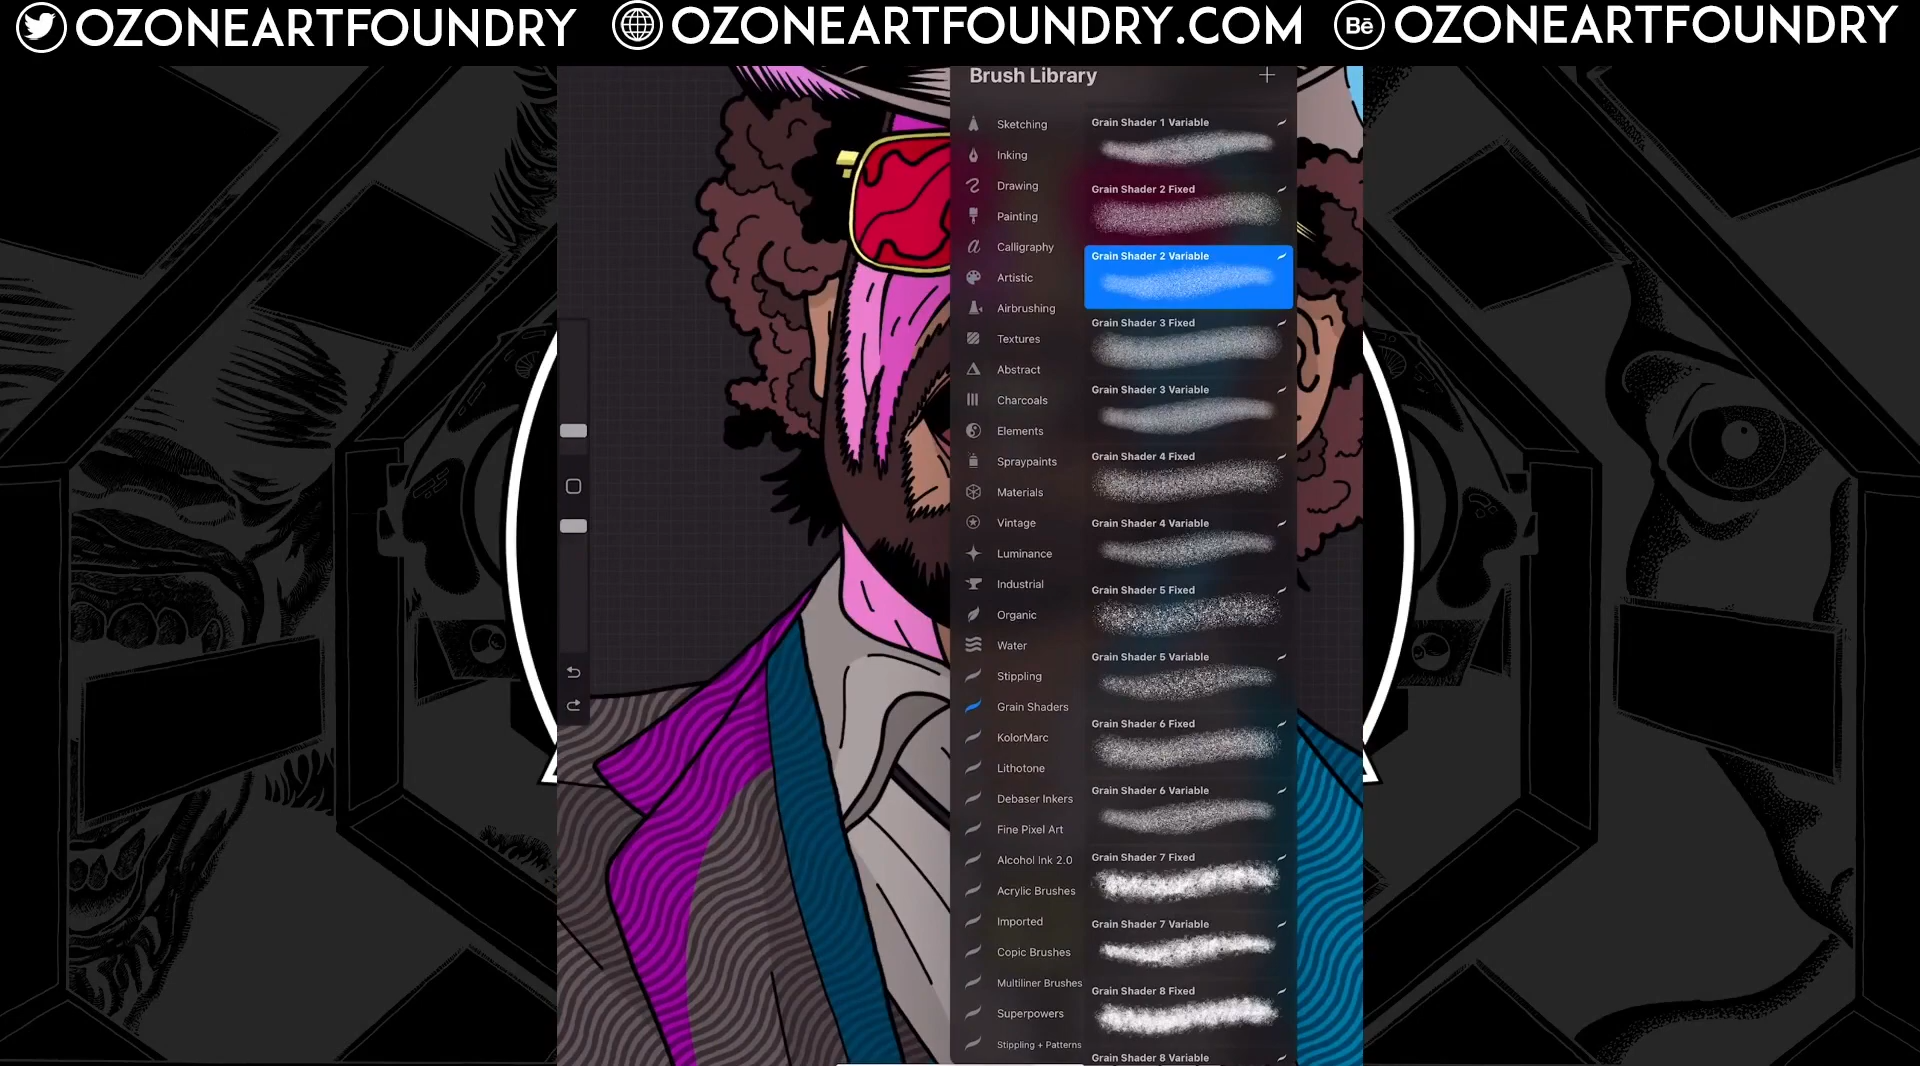 OZONEARTFOUNDRY OZONEARTFOUNDRY.COM Bē OZONEARTFOUNDRY
Brush Library
Sketching
Inking
Drawing
Painting
Calligraphy
Artistic
Airbrushing
Textures
Abstract
Charcoals
Elements
Spraypaints
Materials
Vintage
Luminance
Industrial
Organic
Water
Stippling
Grain Shaders
KolorMarc
Lithotone
Debaser Inkers
Fine Pixel Art
Alcohol Ink 2.0
Acrylic Brushes
Imported
Copic Brushes
Multiliner Brushes
Superpowers
Stippling + Patterns
Grain Shader 1 Variable
Grain Shader 2 Fixed
Grain Shader 2 Variable
Grain Shader 3 Fixed
Grain Shader 3 Variable
Grain Shader 4 Fixed
Grain Shader 4 Variable
Grain Shader 5 Fixed
Grain Shader 5 Variable
Grain Shader 6 Fixed
Grain Shader 6 Variable
Grain Shader 7 Fixed
Grain Shader 7 Variable
Grain Shader 8 Fixed
Grain Shader 8 Variable